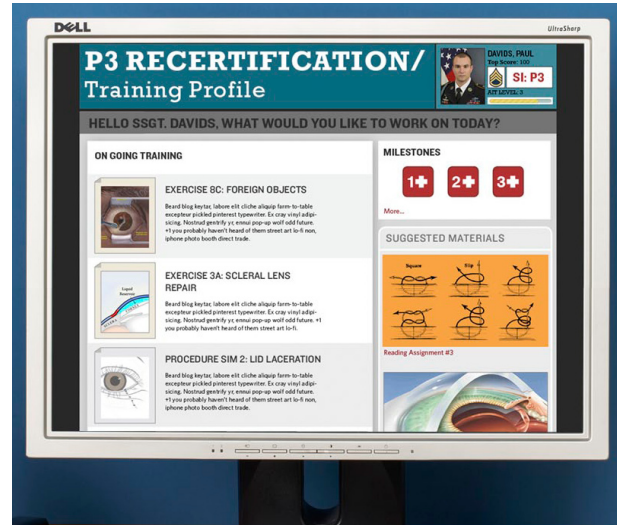 DELL
UltraSharp
P3 RECERTIFICATION/
Training Profile
DAVIDS, PAUL
Top Score: 100
SI: P3
AIT LEVEL: 3
HELLO SSGT. DAVIDS, WHAT WOULD YOU LIKE TO WORK ON TODAY?
ON GOING TRAINING
EXERCISE 8C: FOREIGN OBJECTS
Beard blog keytar, labore elit cliche aliquip farm-to-table
excepteur pickled pinterest typewriter. Ex cray vinyl adipi-
sicing. Nostrud gentrify yr, ennui pop-up wolf odd future.
+1 you probably haven't heard of them street art lo-fi non,
iphone photo booth direct trade.
EXERCISE 3A: SCLERAL LENS
REPAIR
Liquid
Reservoir
Beard blog keytar, labore elit cliche aliquip farm-to-table
excepteur pickled pinterest typewriter. Ex cray vinyl adipi-
sicing. Nostrud gentrify yr, ennui pop-up wolf odd future. +1
you probably haven't heard of them street art lo-fi.
PROCEDURE SIM 2: LID LACERATION
Beard blog keytar, labore elit cliche aliquip farm-to-table
excepteur pickled pinterest typewriter. Ex cray vinyl adipi-
sicing. Nostrud gentrify yr, ennui pop-up wolf odd future.
+1 you probably haven't heard of them street art lo-fi non,
iphone photo booth direct trade.
MILESTONES
1+ 2+ 3+
More...
SUGGESTED MATERIALS
Square Slip
Reading Assignment #3